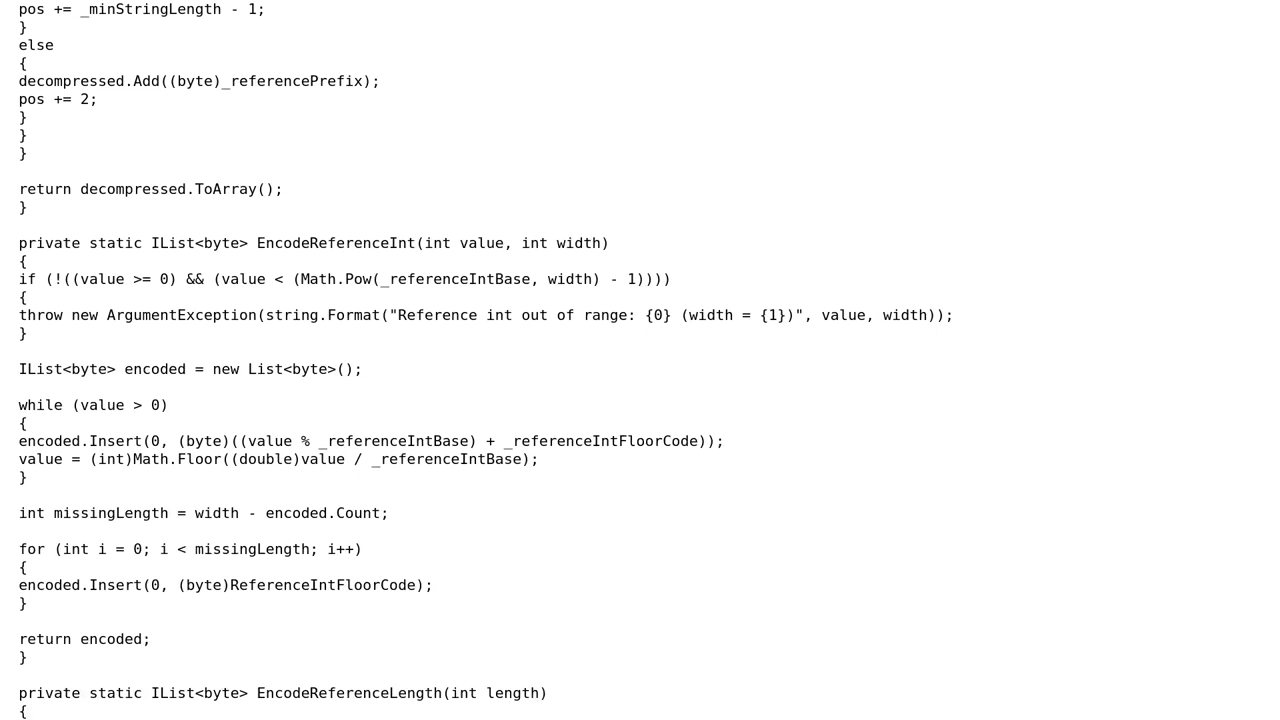 pos += _minStringLength - 1;
}
else
{
decompressed.Add((byte)_referencePrefix);
pos += 2;
}
}
}

return decompressed.ToArray();
}

private static IList<byte> EncodeReferenceInt(int value, int width)
{
if (!((value >= 0) && (value < (Math.Pow(_referenceIntBase, width) - 1))))
{
throw new ArgumentException(string.Format("Reference int out of range: {0} (width = {1})", value, width));
}

IList<byte> encoded = new List<byte>();

while (value > 0)
{
encoded.Insert(0, (byte)((value % _referenceIntBase) + _referenceIntFloorCode));
value = (int)Math.Floor((double)value / _referenceIntBase);
}

int missingLength = width - encoded.Count;

for (int i = 0; i < missingLength; i++)
{
encoded.Insert(0, (byte)ReferenceIntFloorCode);
}

return encoded;
}

private static IList<byte> EncodeReferenceLength(int length)
{